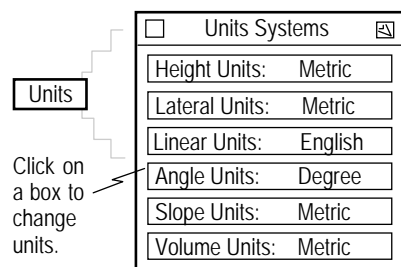 Units Systems
Height Units: Metric
Lateral Units: Metric
Linear Units: English
Angle Units: Degree
Slope Units: Metric
Volume Units: Metric
Units
Click on
a box to
change
units.